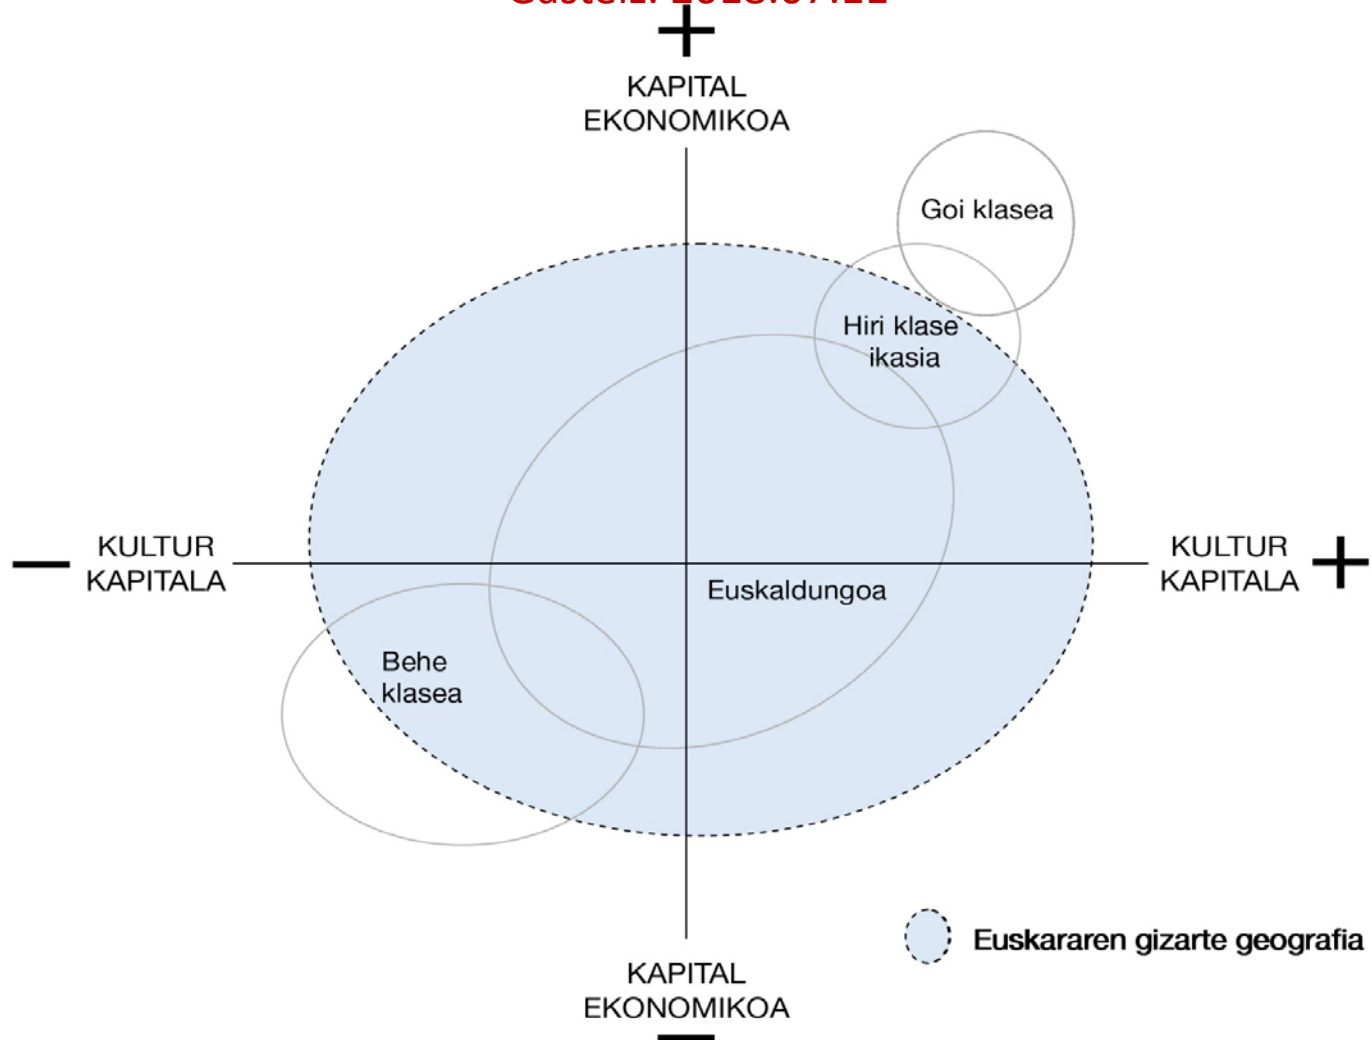 +
KAPITAL
EKONOMIKOA
Goi klasea
Hiri klase
ikasia
KULTUR
KAPITALA
KULTUR
KAPITALA
Euskaldungoa
Behe
klasea
Euskararen gizarte geografia
KAPITAL
EKONOMIKOA